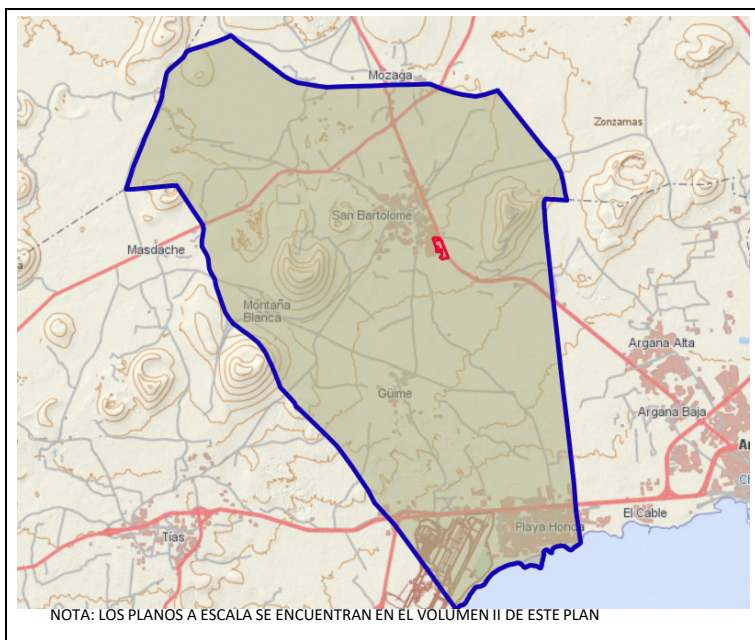 Mozaga
Zonzamas
San Bartolomé
Masdache
Montaña
Blanca
Argana Alta
Güime
Argana Baja
Playa Honda
El Cable
Tías
NOTA: LOS PLANOS A ESCALA SE ENCUENTRAN EN EL VOLUMEN II DE ESTE PLAN